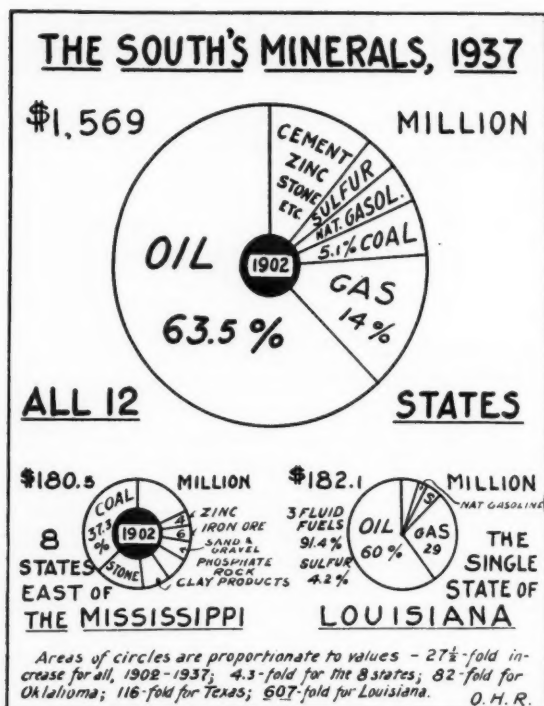 THE SOUTH'S MINERALS, 1937
$1,569 MILLION
CEMENT
ZINC
STONE
ETC.
SULFUR
NAT. GASOL.
5.1% COAL
GAS
14%
OIL
63.5%
1902
ALL 12 STATES
$180.5 MILLION
COAL
37.3
%
1902
STONE
4
6
ZINC
IRON ORE
SAND &
GRAVEL
PHOSPHATE
ROCK
CLAY PRODUCTS
8
STATES
EAST OF
THE MISSISSIPPI
$182.1 MILLION
NAT GASOLINE
S
3 FLUID
FUELS
91.4%
SULFUR
4.2%
OIL
60%
GAS
29
THE
SINGLE
STATE OF
LOUISIANA
Areas of circles are proportionate to values – 27½-fold in-
crease for all, 1902-1937; 4.3-fold for the 8 states; 82-fold for
Oklahoma; 116-fold for Texas; 607-fold for Louisiana.
O.H.R.